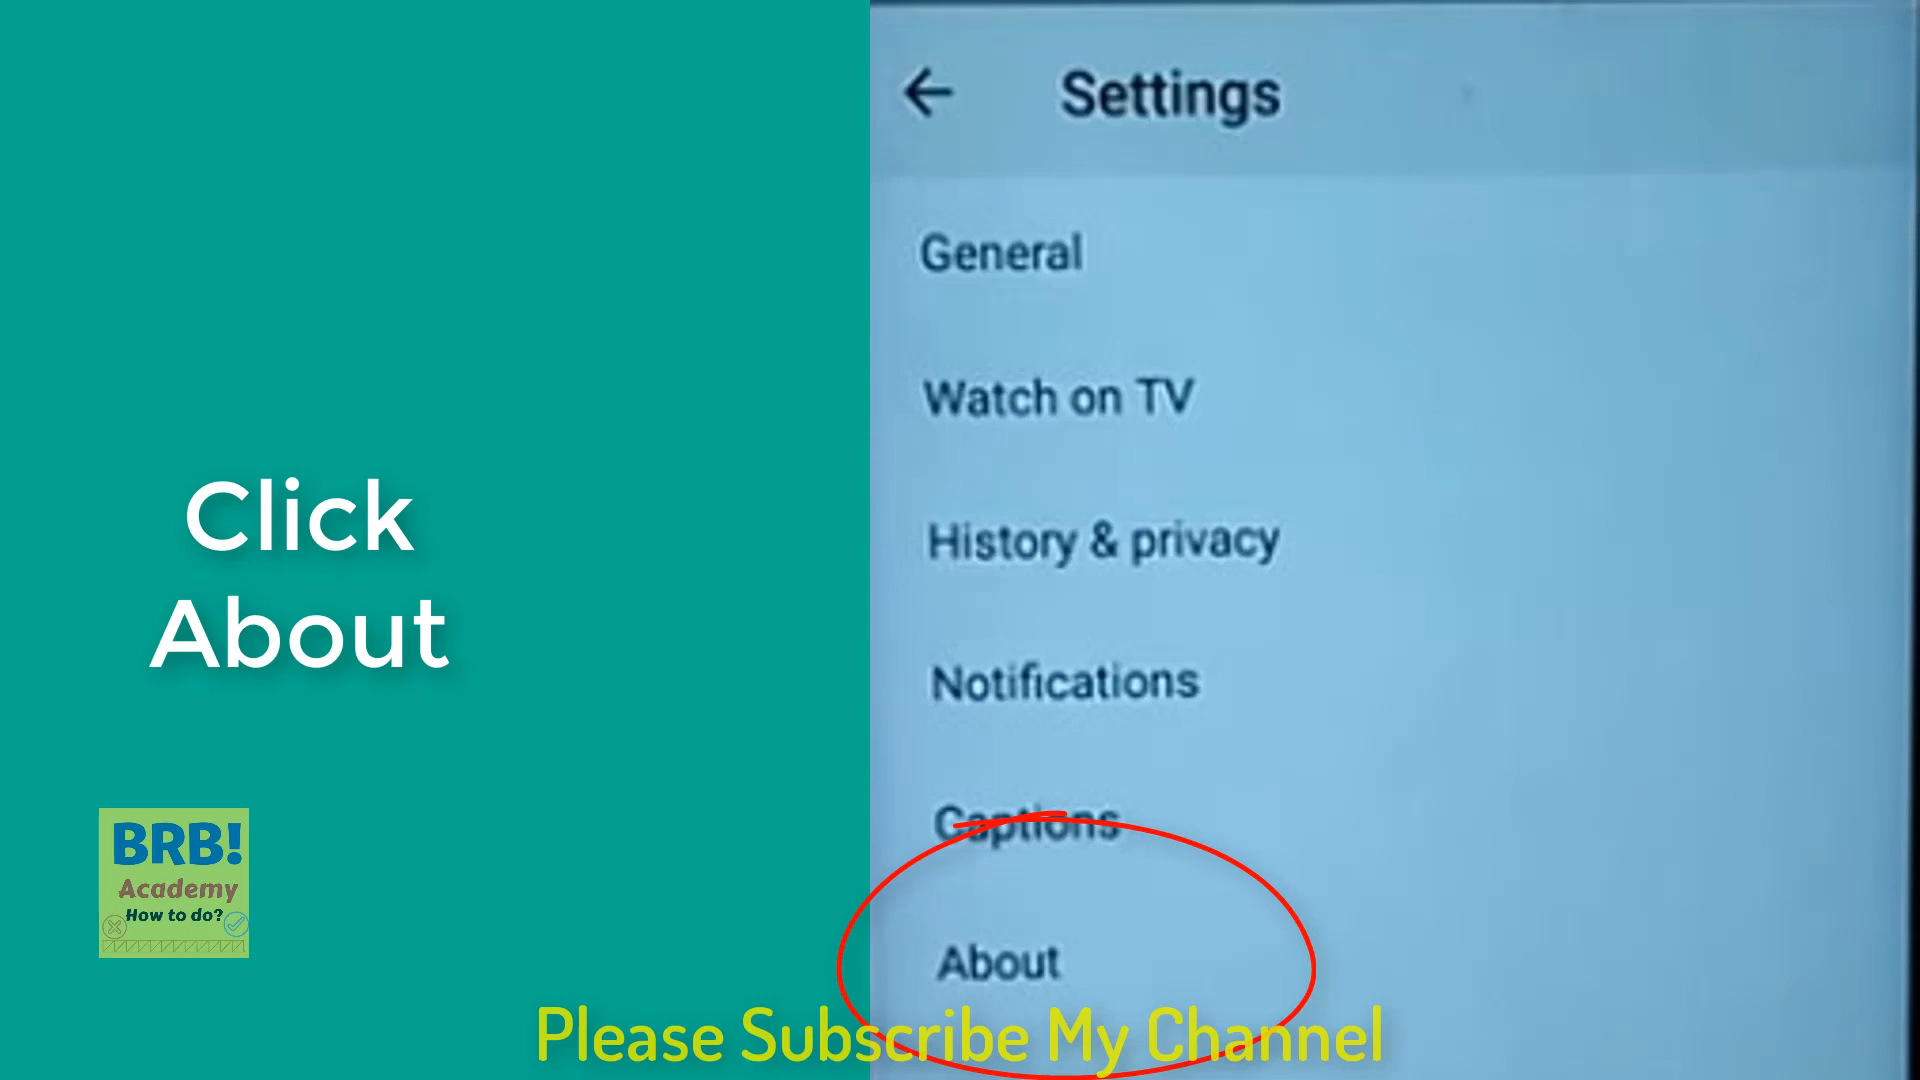 Click
About
BRB!
Academy
How to do?
Settings
General
Watch on TV
History & privacy
Notifications
Captions
About
Please Subscribe My Channel